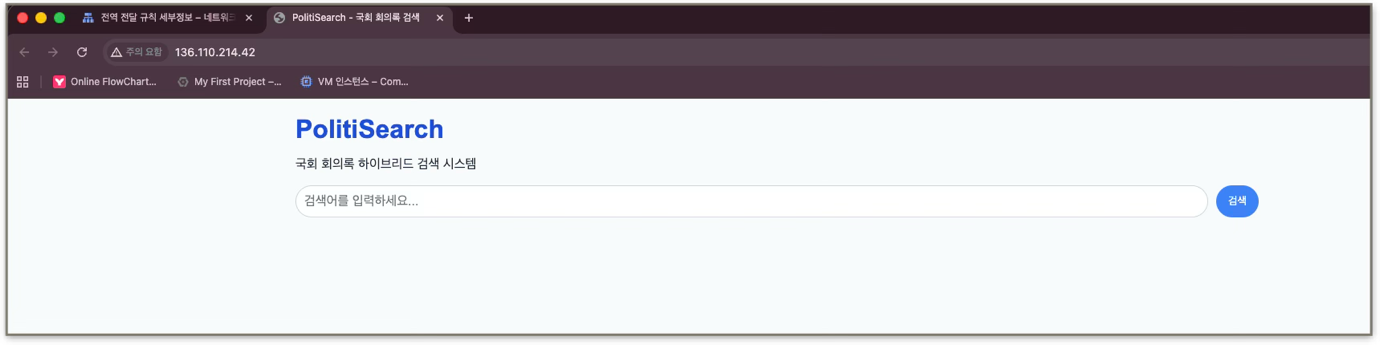 전역 전달 규칙 세부정보 – 네트워크
PolitiSearch - 국회 회의록 검색
주의 요함
136.110.214.42
Online FlowChart...
My First Project –...
VM 인스턴스 – Com...
PolitiSearch
국회 회의록 하이브리드 검색 시스템
검색어를 입력하세요...
검색